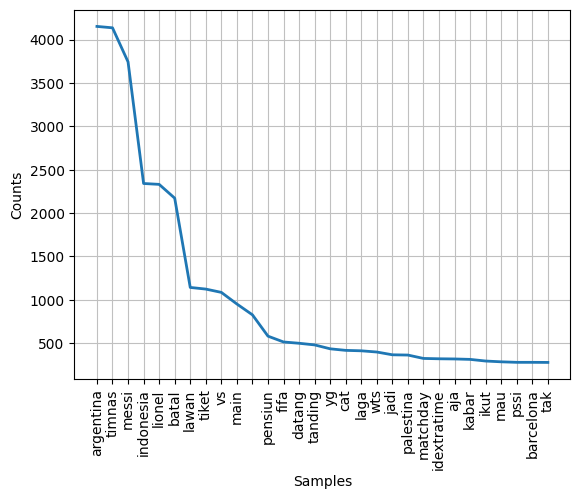 4000
3500
3000
2500
2000
1500
1000
500
Counts
argentina
timnas
messi
indonesia
lionel
batal
lawan
tiket
vs
main
pensiun
fifa
datang
tanding
yg
cat
laga
wts
jadi
palestina
matchday
idextratime
aja
kabar
ikut
mau
pssi
barcelona
tak
Samples